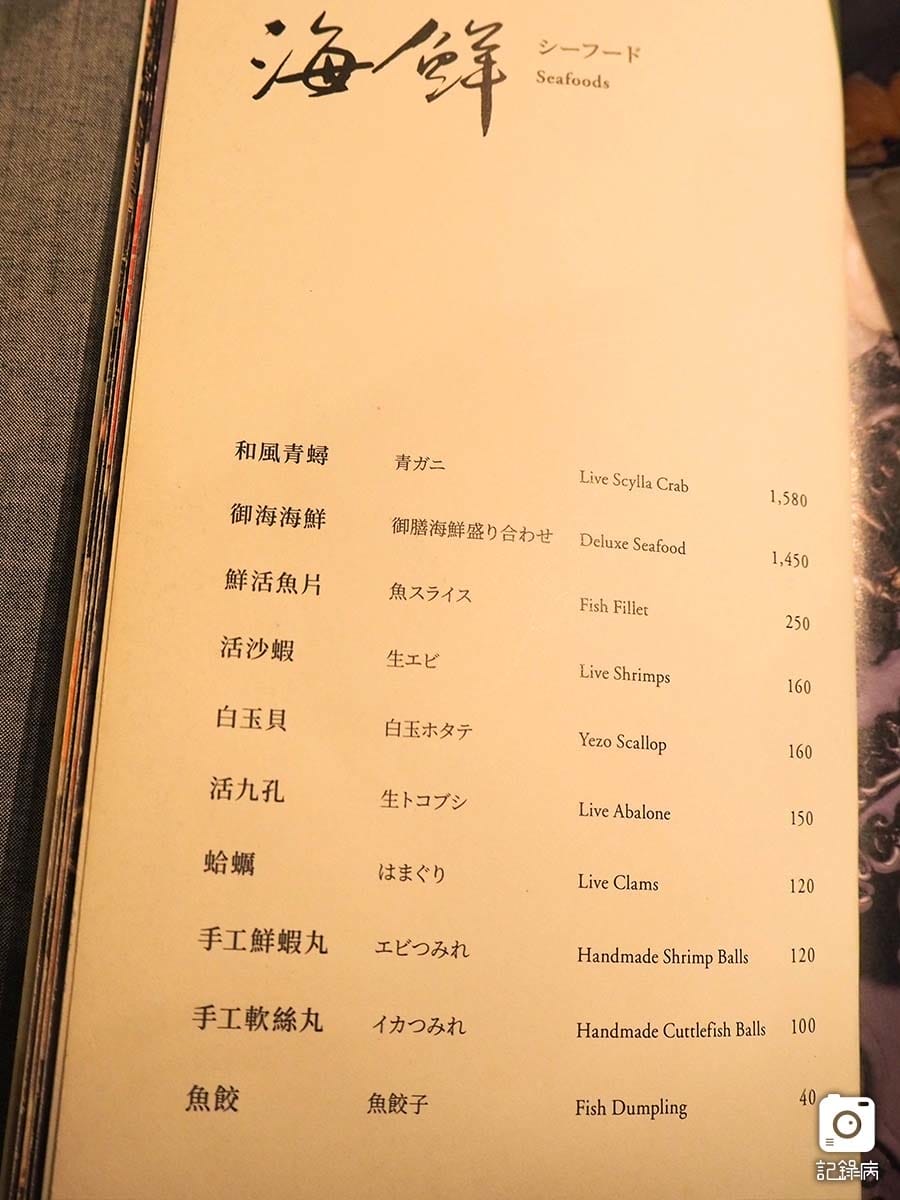 海鮮 シーフード
Seafoods
和風青蟳 青ガニ Live Scylla Crab 1,580
御海海鮮 御膳海鮮盛り合わせ Deluxe Seafood 1,450
鮮活魚片 魚スライス Fish Fillet 250
活沙蝦 生エビ Live Shrimps 160
白玉貝 白玉ホタテ Yezo Scallop 160
活九孔 生トコブシ Live Abalone 150
蛤蠣 はまぐり Live Clams 120
手工鮮蝦丸 エビつみれ Handmade Shrimp Balls 120
手工軟絲丸 イカつみれ Handmade Cuttlefish Balls 100
魚餃 魚餃子 Fish Dumpling 40
記錄病